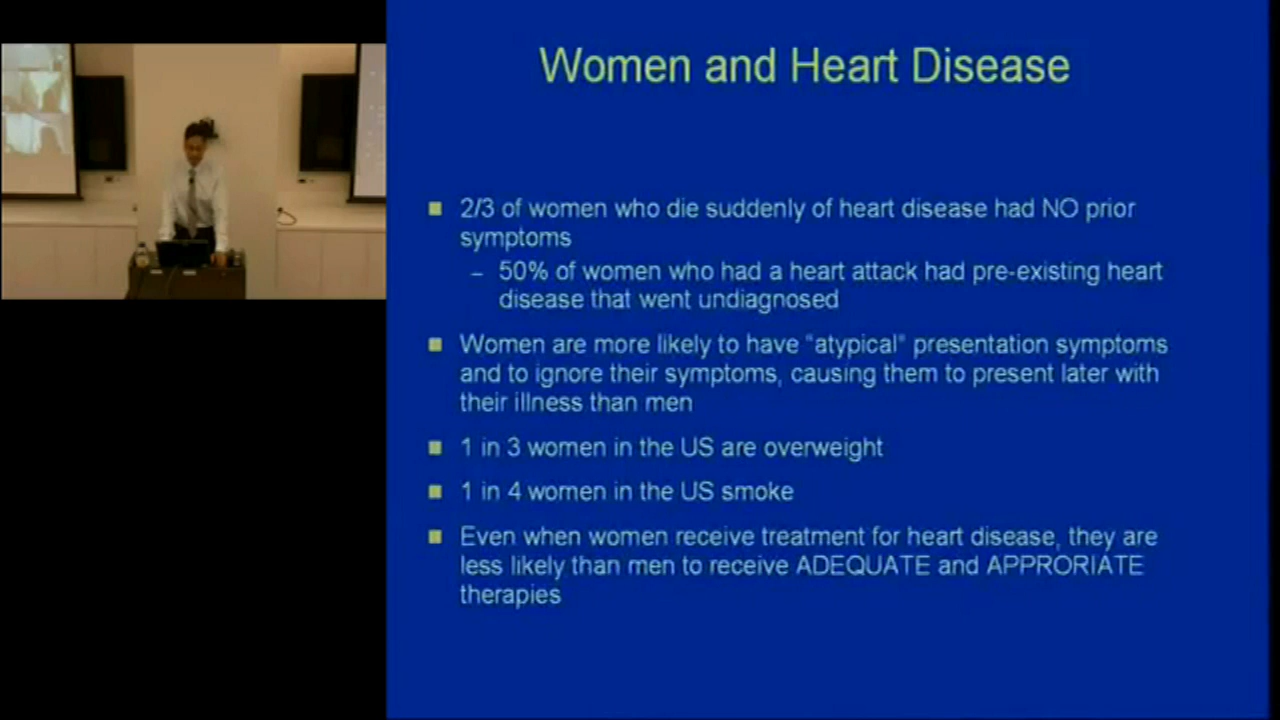 Women and Heart Disease
2/3 of women who die suddenly of heart disease had NO prior
symptoms
– 50% of women who had a heart attack had pre-existing heart
disease that went undiagnosed
Women are more likely to have "atypical" presentation symptoms
and to ignore their symptoms, causing them to present later with
their illness than men
1 in 3 women in the US are overweight
1 in 4 women in the US smoke
Even when women receive treatment for heart disease, they are
less likely than men to receive ADEQUATE and APPRORIATE
therapies